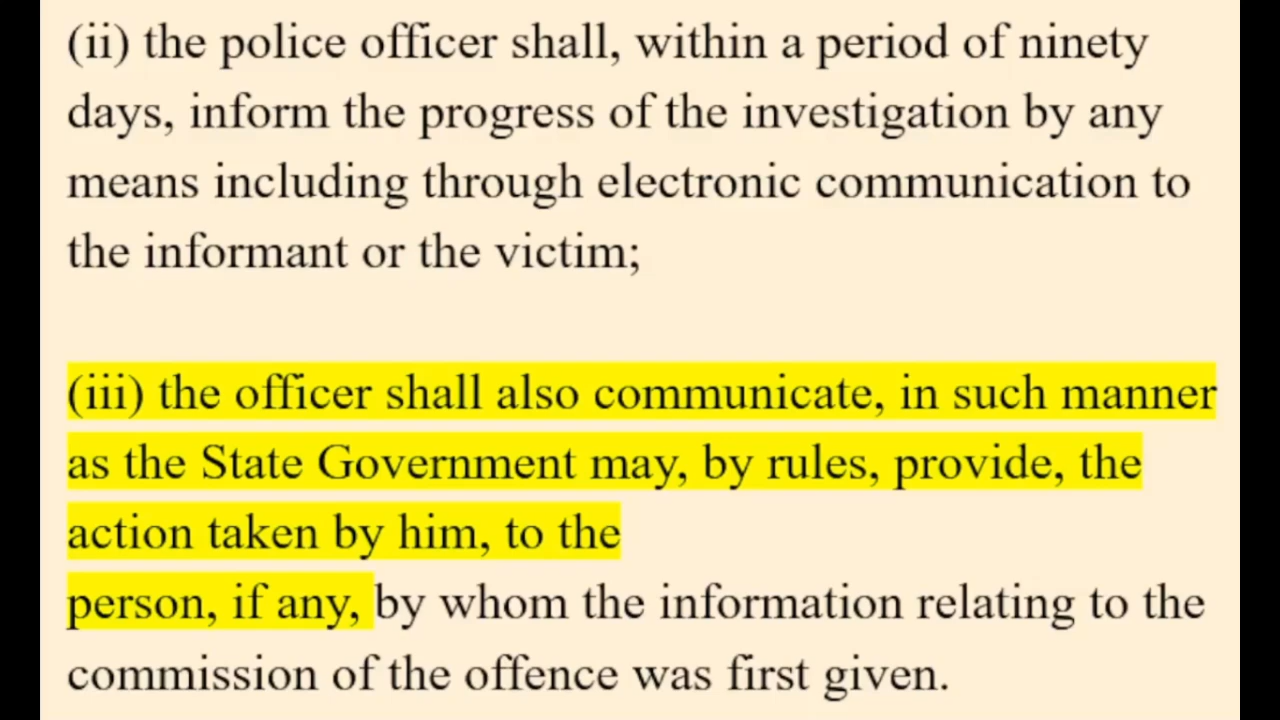 (ii) the police officer shall, within a period of ninety
days, inform the progress of the investigation by any
means including through electronic communication to
the informant or the victim;
(iii) the officer shall also communicate, in such manner
as the State Government may, by rules, provide, the
action taken by him, to the
person, if any, by whom the information relating to the
commission of the offence was first given.